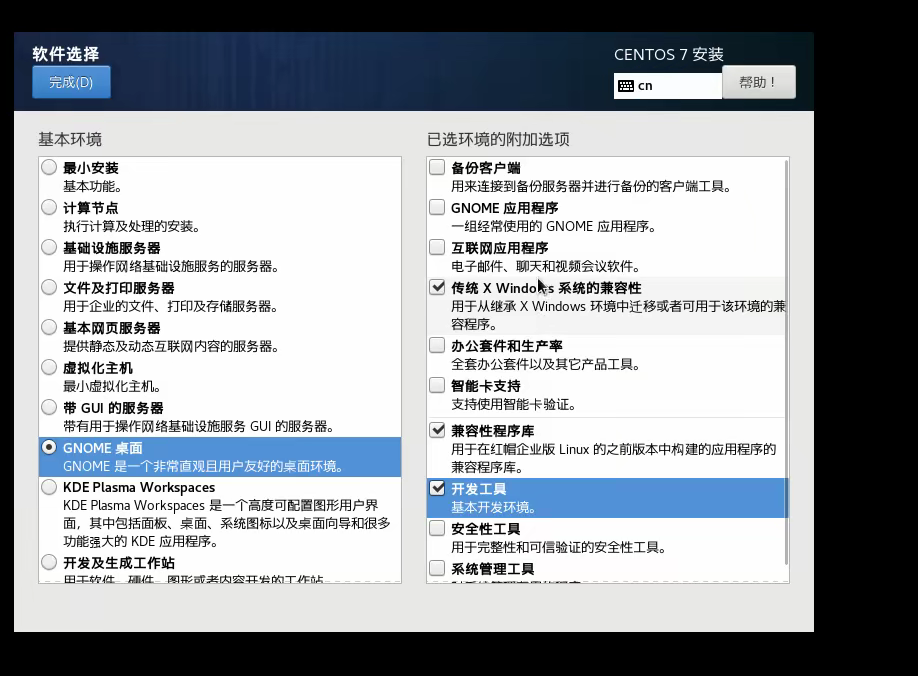 软件选择
完成(D)
CENTOS 7 安装
cn
帮助！
基本环境
最小安装
基本功能。
计算节点
执行计算及处理的安装。
基础设施服务器
用于操作网络基础设施服务的服务器。
文件及打印服务器
用于企业的文件、打印及存储服务器。
基本网页服务器
提供静态及动态互联网内容的服务器。
虚拟化主机
最小虚拟化主机。
带 GUI 的服务器
带有用于操作网络基础设施服务 GUI 的服务器。
GNOME 桌面
GNOME 是一个非常直观且用户友好的桌面环境。
KDE Plasma Workspaces
KDE Plasma Workspaces 是一个高度可配置图形用户界
面，其中包括面板、桌面、系统图标以及桌面向导和很多
功能强大的 KDE 应用程序。
开发及生成工作站
用于软件、硬件、图形或者内容开发的工作站
已选环境的附加选项
备份客户端
用来连接到备份服务器并进行备份的客户端工具。
GNOME 应用程序
一组经常使用的 GNOME 应用程序。
互联网应用程序
电子邮件、聊天和视频会议软件。
传统 X Windows 系统的兼容性
用于从继承 X Windows 环境中迁移或者可用于该环境的兼
容程序。
办公套件和生产率
全套办公套件以及其它产品工具。
智能卡支持
支持使用智能卡验证。
兼容性程序库
用于在红帽企业版 Linux 的之前版本中构建的应用程序的
兼容程序库。
开发工具
基本开发环境。
安全性工具
用于完整性和可信验证的安全性工具。
系统管理工具